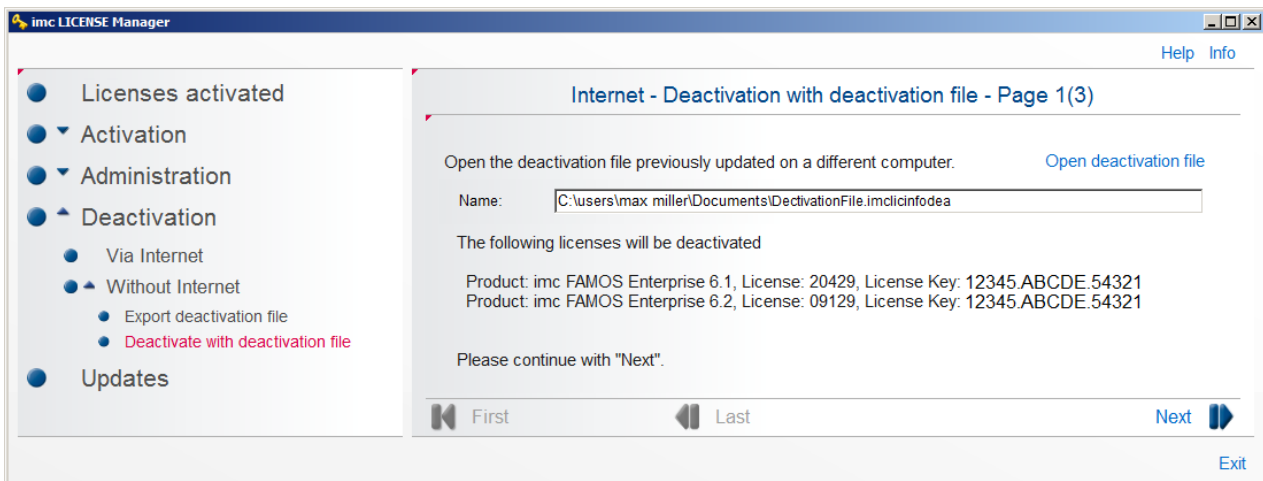 imc LICENSE Manager
Help Info
Licenses activated
Activation
Administration
Deactivation
Via Internet
Without Internet
Export deactivation file
Deactivate with deactivation file
Updates
Internet - Deactivation with deactivation file - Page 1(3)
Open the deactivation file previously updated on a different computer. Open deactivation file
Name: C:\users\max miller\Documents\DectivationFile.imclicinfodea
The following licenses will be deactivated
Product: imc FAMOS Enterprise 6.1, License: 20429, License Key: 12345.ABCDE.54321
Product: imc FAMOS Enterprise 6.2, License: 09129, License Key: 12345.ABCDE.54321
Please continue with "Next".
First Last Next
Exit